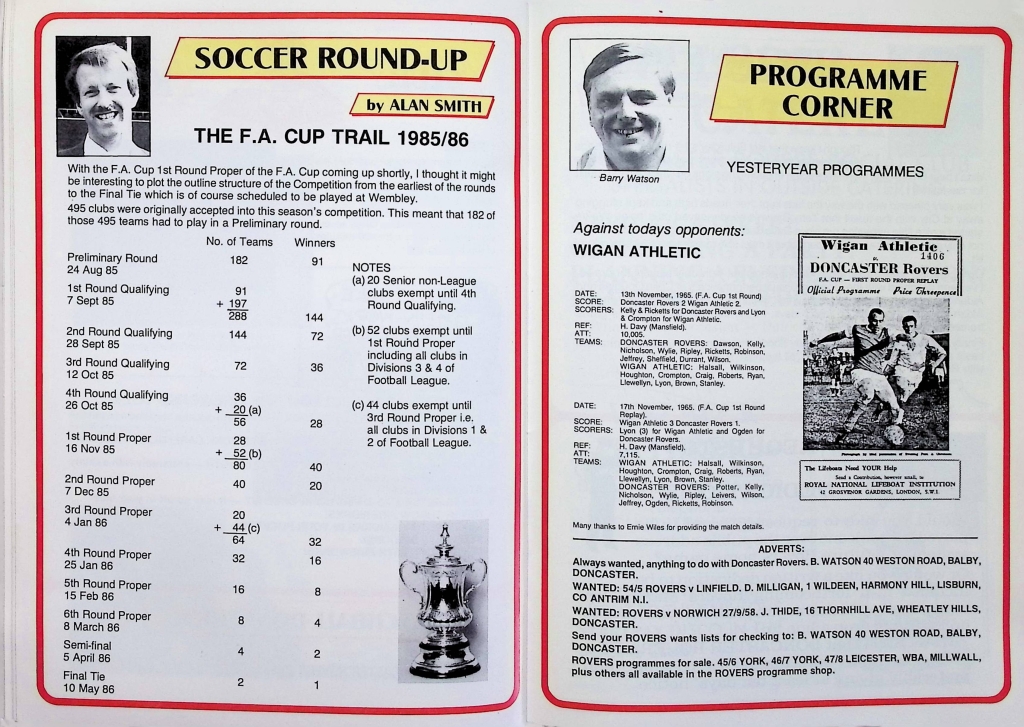 SOCCER ROUND-UP
by ALAN SMITH
THE F.A. CUP TRAIL 1985/86
With the F.A. Cup 1st Round Proper of the F.A. Cup coming up shortly, I thought it might
be interesting to plot the outline structure of the Competition from the earliest of the rounds
to the Final Tie which is of course scheduled to be played at Wembley.
495 clubs were originally accepted into this season's competition. This meant that 182 of
those 495 teams had to play in a Preliminary round.
No. of Teams Winners
Preliminary Round 182 91
24 Aug 85
1st Round Qualifying 91
7 Sept 85 + 197
288 144
2nd Round Qualifying 144 72
28 Sept 85
3rd Round Qualifying 72 36
12 Oct 85
4th Round Qualifying 36
26 Oct 85 + 20 (a)
56 28
1st Round Proper 28
16 Nov 85 + 52 (b)
80 40
2nd Round Proper 40 20
7 Dec 85
3rd Round Proper 20
4 Jan 86 + 44 (c)
64 32
4th Round Proper 32 16
25 Jan 86
5th Round Proper 16 8
15 Feb 86
6th Round Proper 8 4
8 March 86
Semi-final 4 2
5 April 86
Final Tie 2 1
10 May 86
NOTES
(a) 20 Senior non-League
clubs exempt until 4th
Round Qualifying.
(b) 52 clubs exempt until
1st Round Proper
including all clubs in
Divisions 3 & 4 of
Football League.
(c) 44 clubs exempt until
3rd Round Proper i.e.
all clubs in Divisions 1 &
2 of Football League.
PROGRAMME
CORNER
Barry Watson
YESTERYEAR PROGRAMMES
Against todays opponents:
WIGAN ATHLETIC
DATE: 13th November, 1965. (F.A. Cup 1st Round)
SCORE: Doncaster Rovers 2 Wigan Athletic 2.
SCORERS: Kelly & Ricketts for Doncaster Rovers and Lyon
& Crompton for Wigan Athletic.
REF: H. Davy (Mansfield).
ATT: 10,005.
TEAMS: DONCASTER ROVERS: Dawson, Kelly,
Nicholson, Wylie, Ripley, Ricketts, Robinson,
Jeffrey, Sheffield, Durrant, Wilson.
WIGAN ATHLETIC: Halsall, Wilkinson,
Houghton, Crompton, Craig, Roberts, Ryan,
Llewellyn, Lyon, Brown, Stanley.
DATE: 17th November, 1965. (F.A. Cup 1st Round
Replay).
SCORE: Wigan Athletic 3 Doncaster Rovers 1.
SCORERS: Lyon (3) for Wigan Athletic and Ogden for
Doncaster Rovers.
REF: H. Davy (Mansfield).
ATT: 7,115.
TEAMS: WIGAN ATHLETIC: Halsall, Wilkinson,
Houghton, Crompton, Craig, Roberts, Ryan,
Llewellyn, Lyon, Brown, Stanley.
DONCASTER ROVERS: Potter, Kelly,
Nicholson, Wylie, Ripley, Leivers, Wilson,
Jeffrey, Ogden, Ricketts, Robinson.
Many thanks to Ernie Wiles for providing the match details.
Wigan Athletic
v. 1406
DONCASTER Rovers
F.A. CUP — FIRST ROUND PROPER REPLAY
Official Programme Price Threepence
The Lifeboats Need YOUR Help
Send a Contribution, however small, to
ROYAL NATIONAL LIFEBOAT INSTITUTION
42 GROSVENOR GARDENS, LONDON, S.W.1
ADVERTS:
Always wanted, anything to do with Doncaster Rovers. B. WATSON 40 WESTON ROAD, BALBY,
DONCASTER.
WANTED: 54/5 ROVERS v LINFIELD. D. MILLIGAN, 1 WILDEEN, HARMONY HILL, LISBURN,
CO ANTRIM N.I.
WANTED: ROVERS v NORWICH 27/9/58. J. THIDE, 16 THORNHILL AVE, WHEATLEY HILLS,
DONCASTER.
Send your ROVERS wants lists for checking to: B. WATSON 40 WESTON ROAD, BALBY,
DONCASTER.
ROVERS programmes for sale. 45/6 YORK, 46/7 YORK, 47/8 LEICESTER, WBA, MILLWALL,
plus others all available in the ROVERS programme shop.